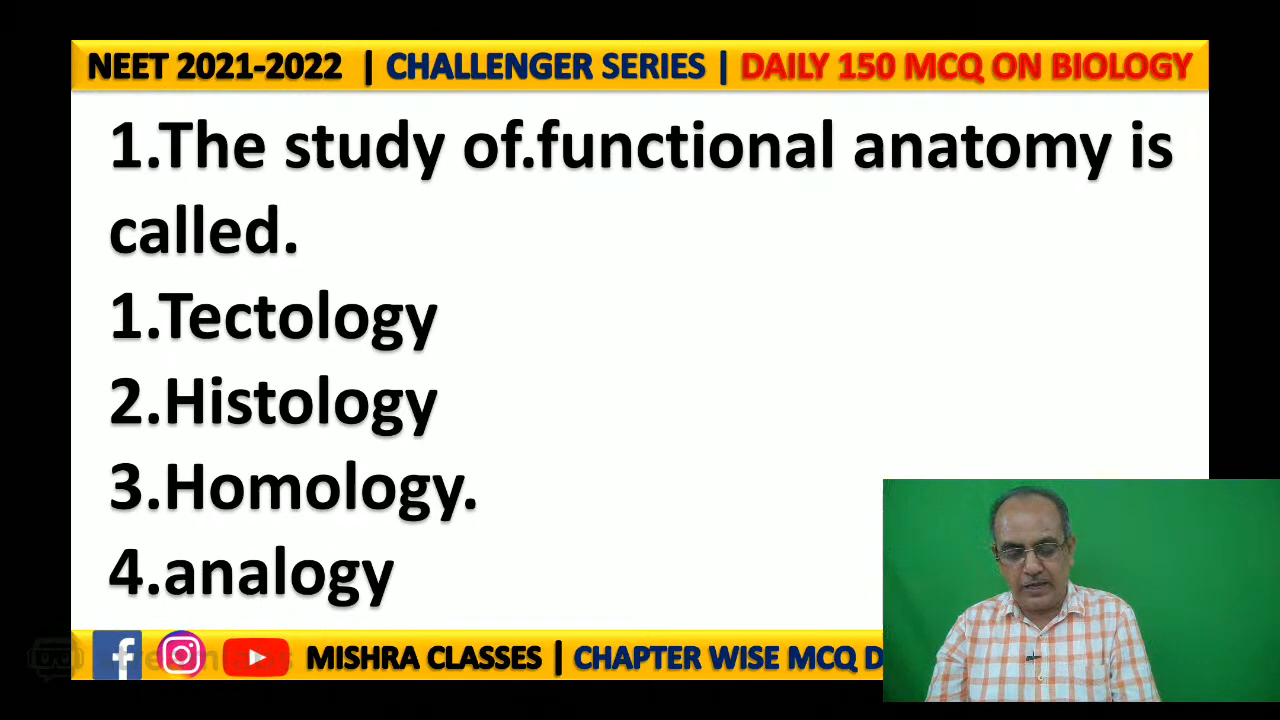 NEET 2021-2022 | CHALLENGER SERIES | DAILY 150 MCQ ON BIOLOGY
1.The study of.functional anatomy is
called.
1.Tectology
2.Histology
3.Homology.
4.analogy
MISHRA CLASSES | CHAPTER WISE MCQ D